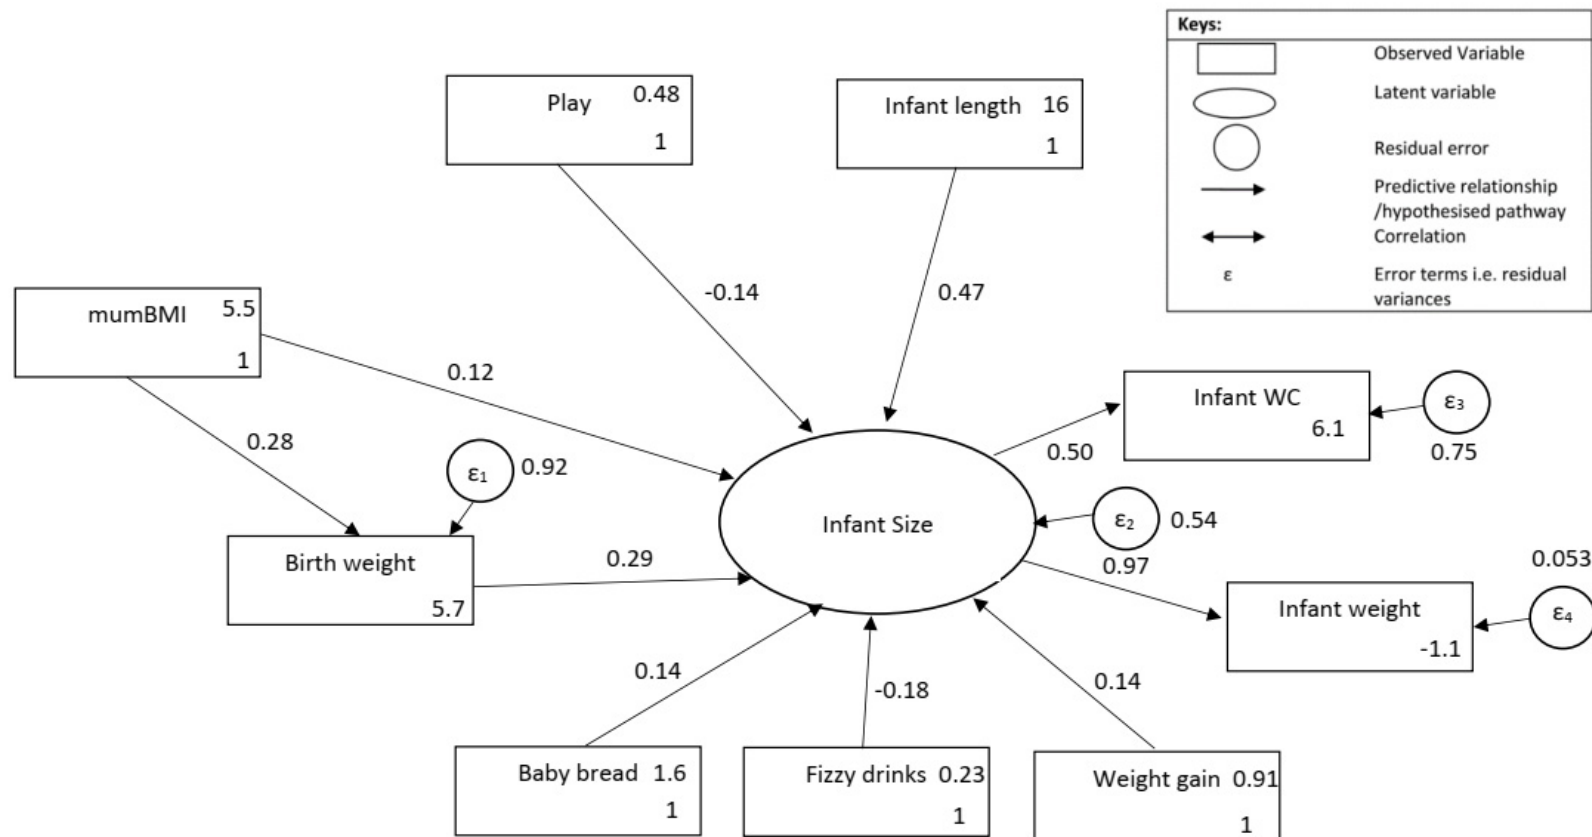 Keys:
Observed Variable
Latent variable
Residual error
Predictive relationship
/hypothesised pathway
Correlation
ε
Error terms i.e. residual
variances
Play 0.48
1
Infant length 16
1
-0.14
0.47
mumBMI 5.5
1
0.12
0.28
Infant WC
6.1
ε3
0.75
0.50
ε1 0.92
Infant Size
ε2 0.54
0.97
Birth weight
5.7
0.29
0.053
Infant weight
-1.1
ε4
0.14
-0.18
0.14
Baby bread 1.6
1
Fizzy drinks 0.23
1
Weight gain 0.91
1